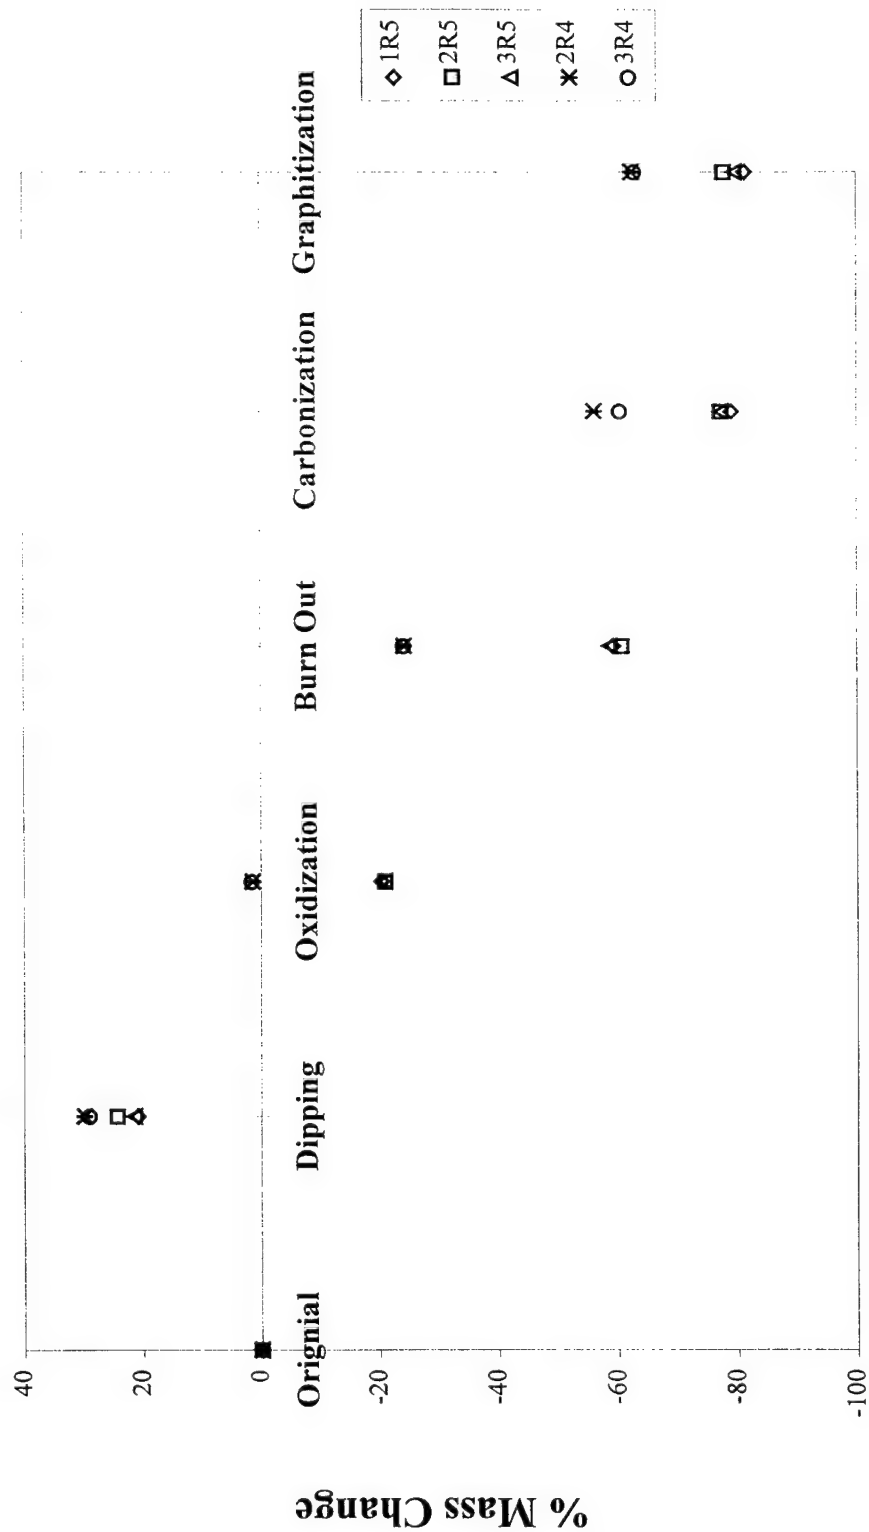 40
20
0
-20
-40
-60
-80
-100
% Mass Change
Orignial
Dipping
Oxidization
Burn Out
Carbonization
Graphitization
1R5
2R5
3R5
2R4
3R4